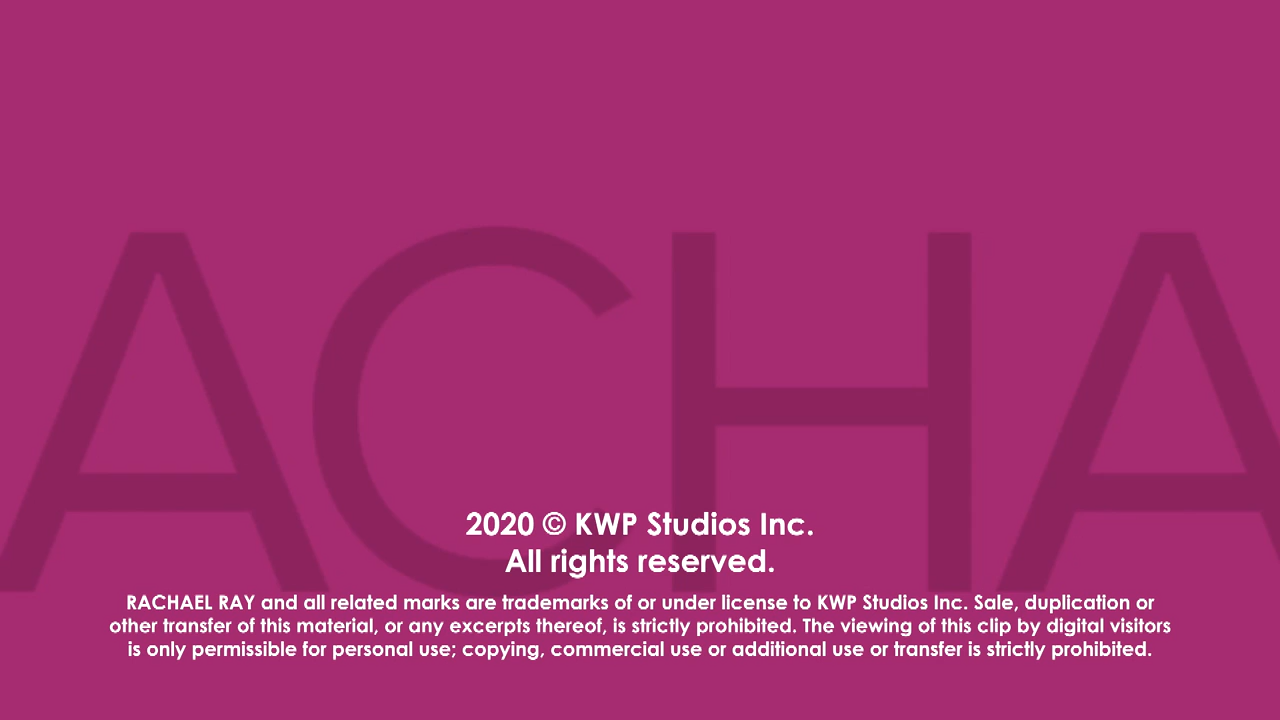 ACHA
2020 © KWP Studios Inc.
All rights reserved.
RACHAEL RAY and all related marks are trademarks of or under license to KWP Studios Inc. Sale, duplication or
other transfer of this material, or any excerpts thereof, is strictly prohibited. The viewing of this clip by digital visitors
is only permissible for personal use; copying, commercial use or additional use or transfer is strictly prohibited.